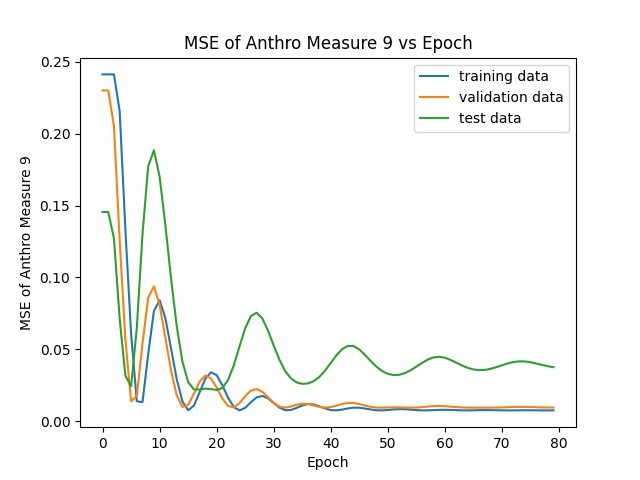 MSE of Anthro Measure 9 vs Epoch
training data
validation data
test data
MSE of Anthro Measure 9
0.25
0.20
0.15
0.10
0.05
0.00
0 10 20 30 40 50 60 70 80
Epoch